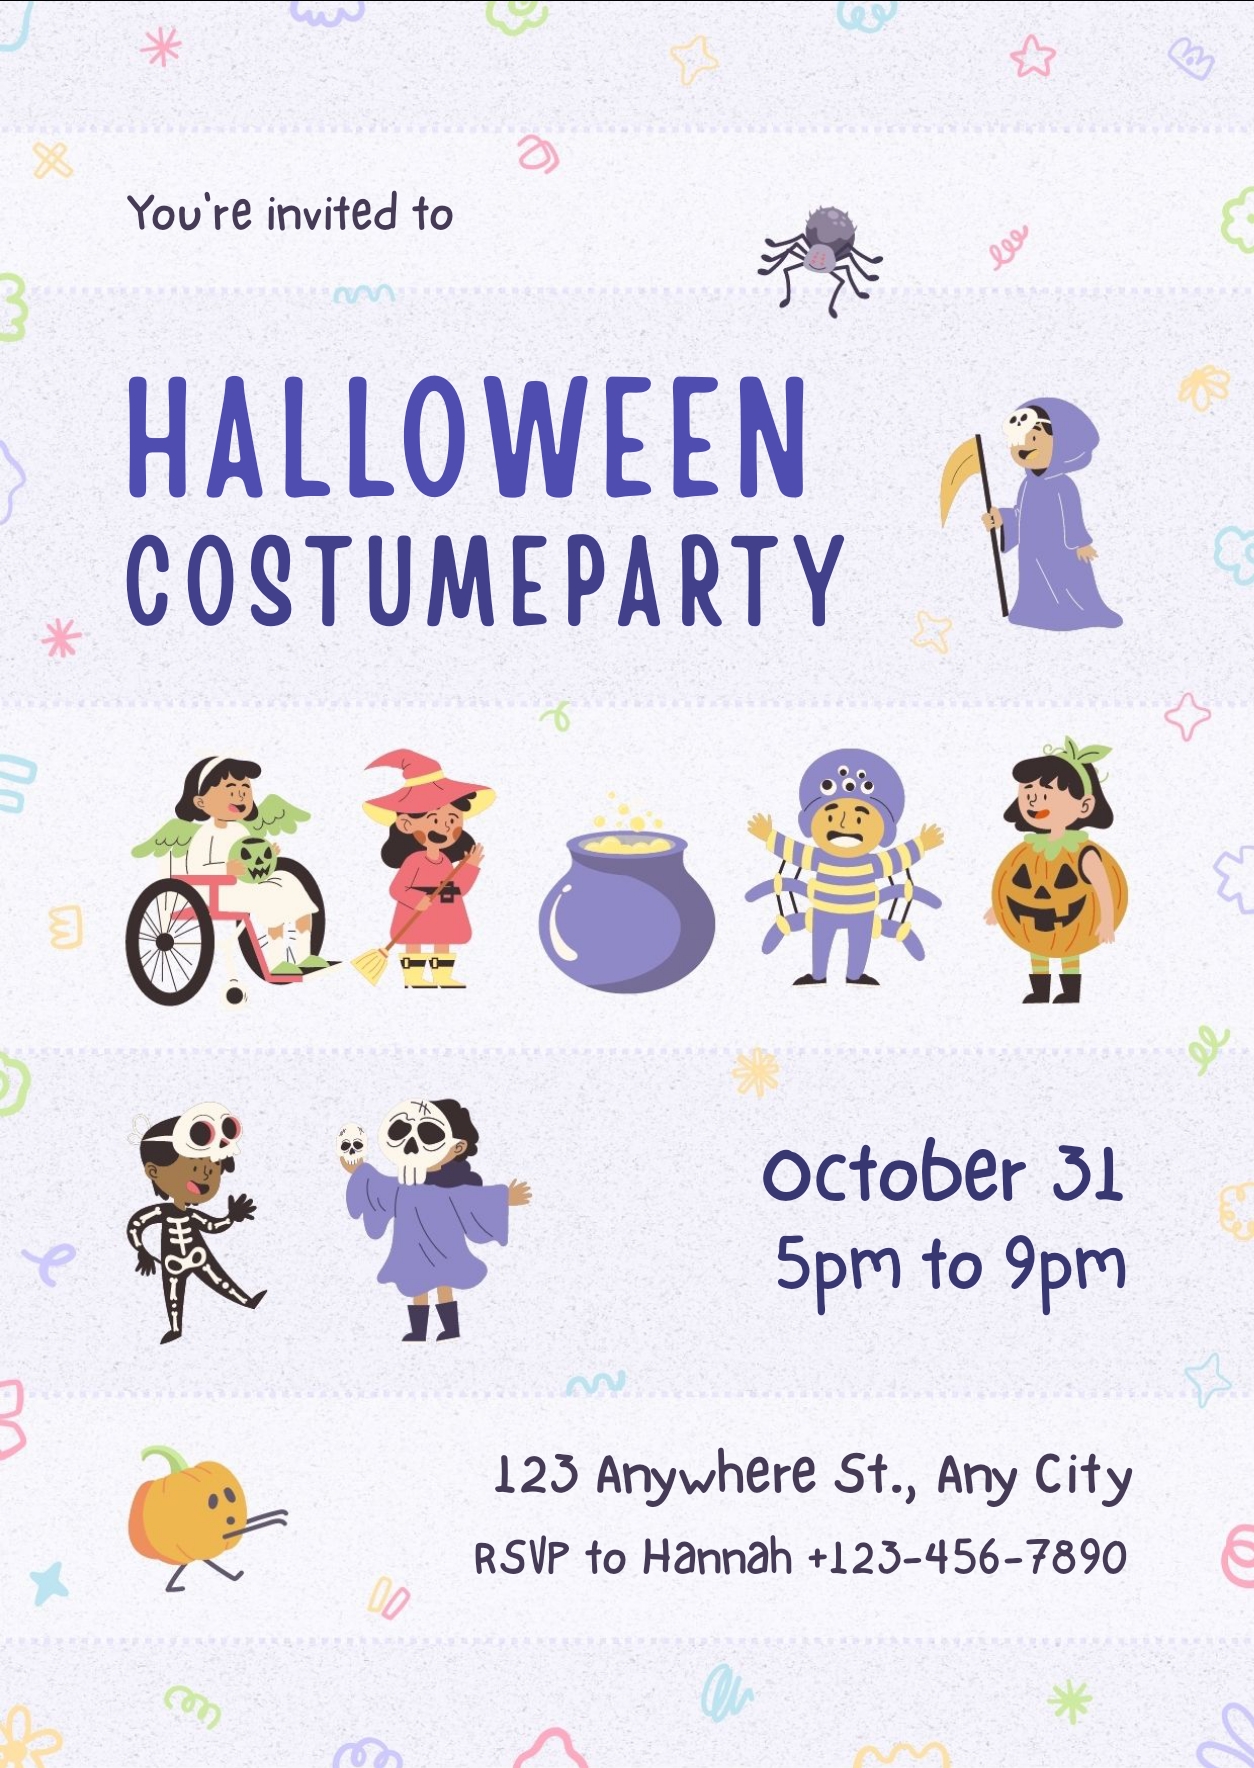 You're invited to
HALLOWEEN
COSTUMEPARTY
October 31
5pm to 9pm
123 Anywhere St., Any City
RSVP to Hannah +123-456-7890